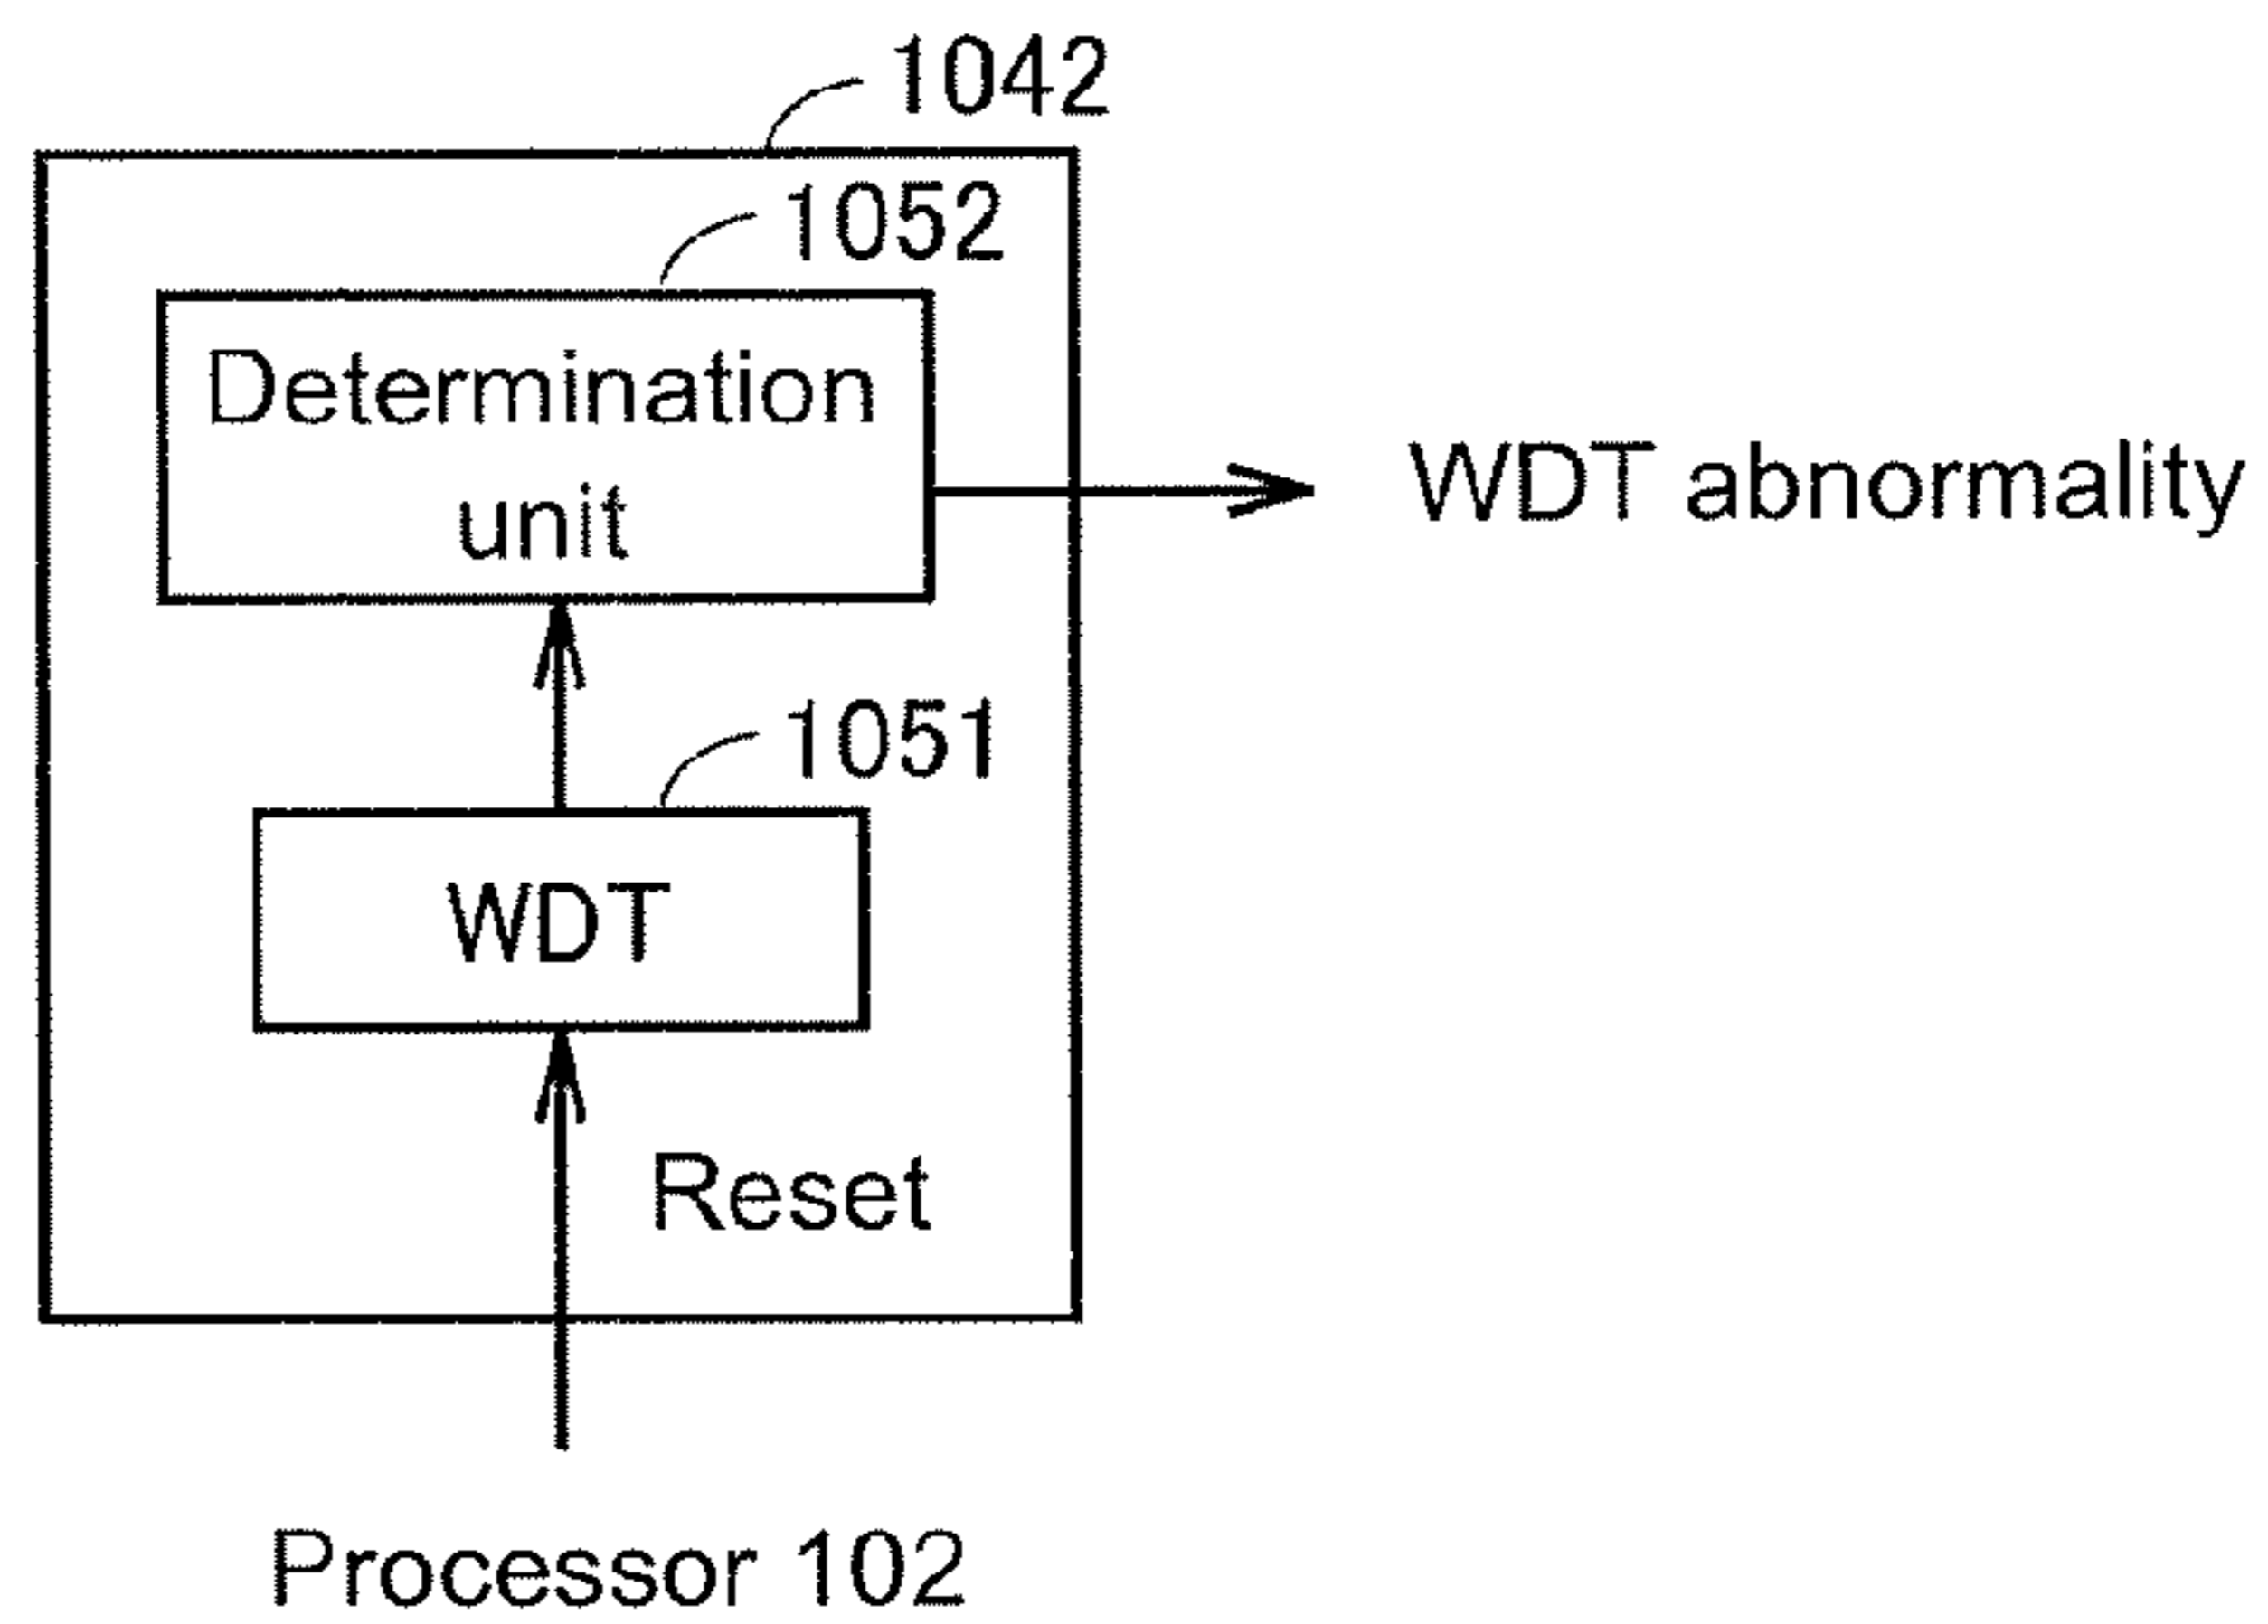 1042
1052
Determination
unit
WDT abnormality
1051
WDT
Reset
Processor 102